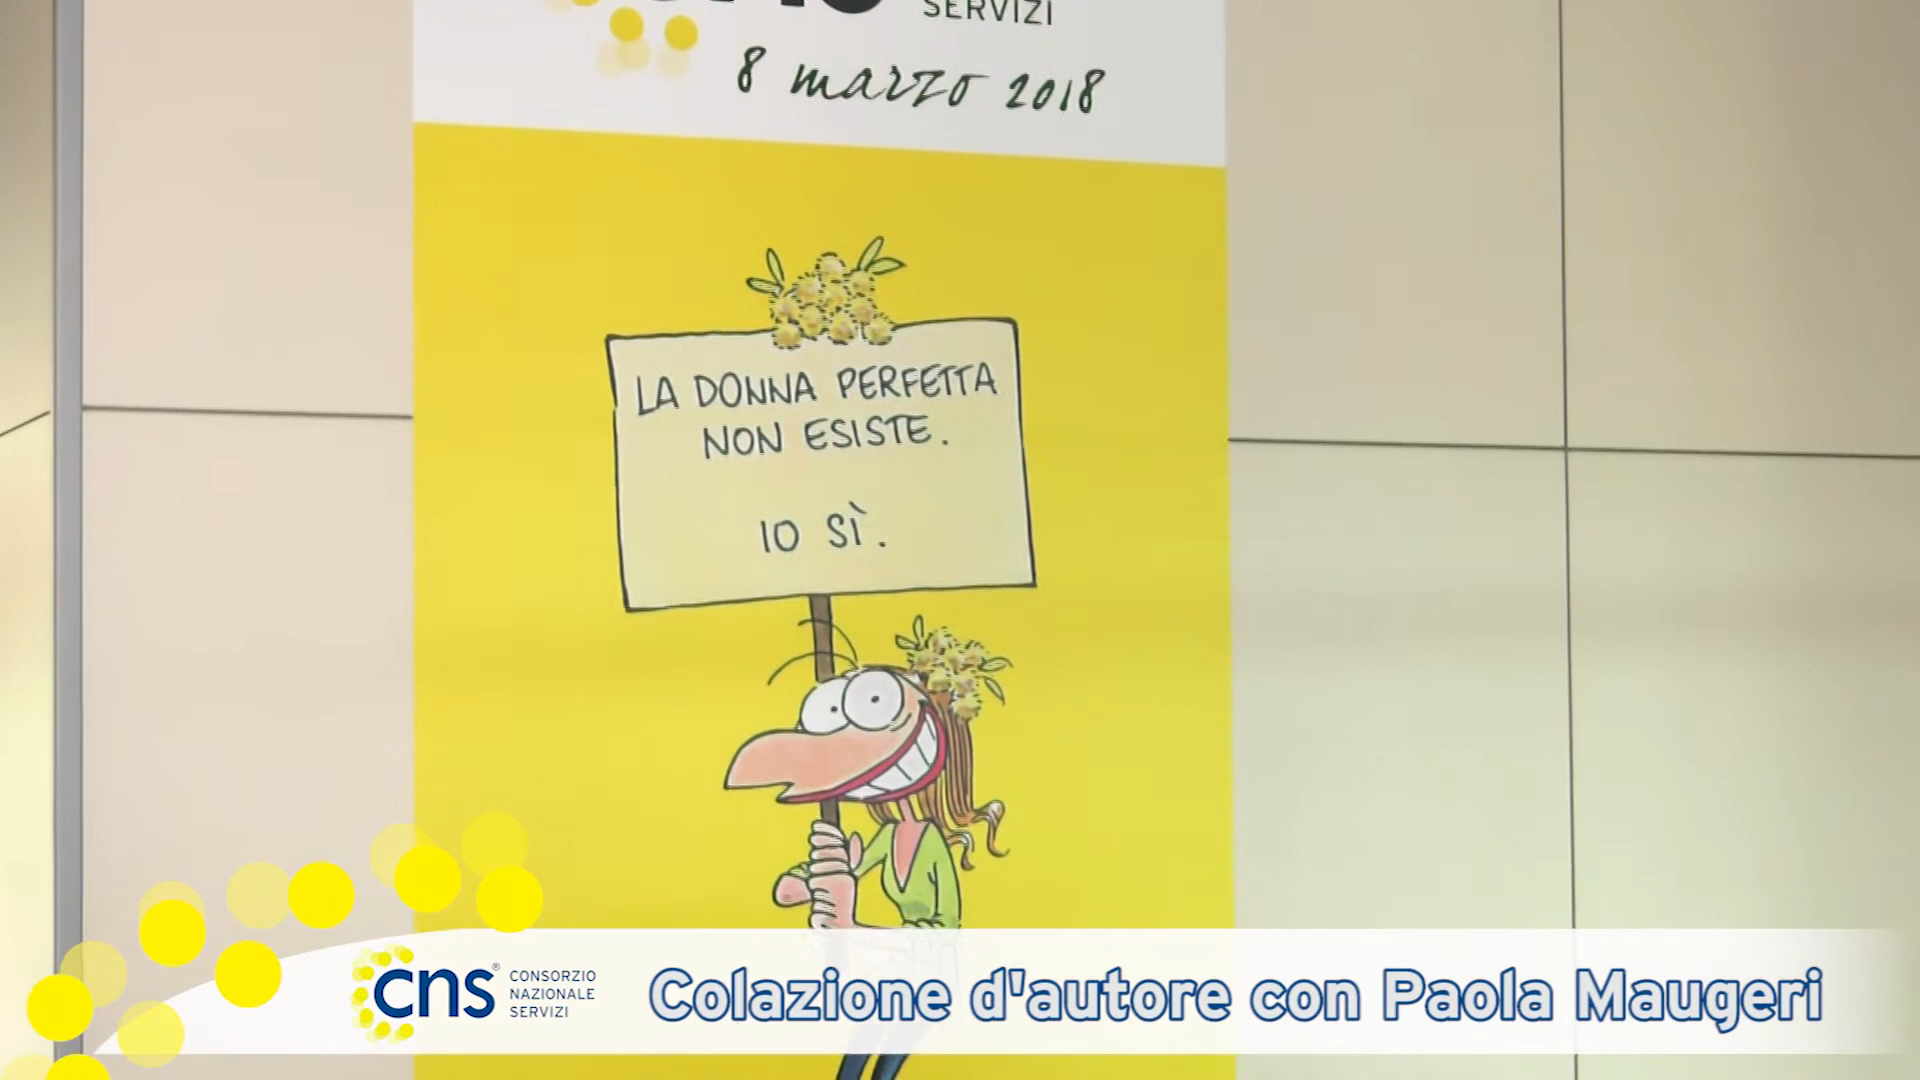 SERVIZI
8 marzo 2018
LA DONNA PERFETTA
NON ESISTE.
IO SÌ.
cns®
CONSORZIO
NAZIONALE
SERVIZI
Colazione d'autore con Paola Maugeri